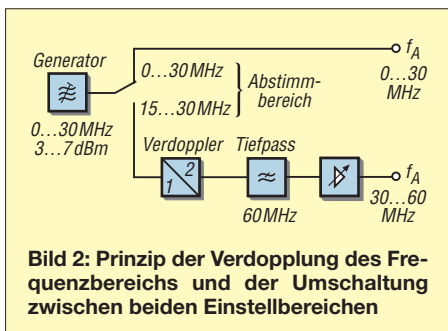 Generator
0...30 MHz
3...7 dBm
0...30 MHz
15...30 MHz
Abstimm-
bereich
f_A
0...30
MHz
Verdoppler
1 2
Tiefpass
60 MHz
f_A
30...60
MHz
Bild 2: Prinzip der Verdopplung des Fre-
quenzbereichs und der Umschaltung
zwischen beiden Einstellbereichen